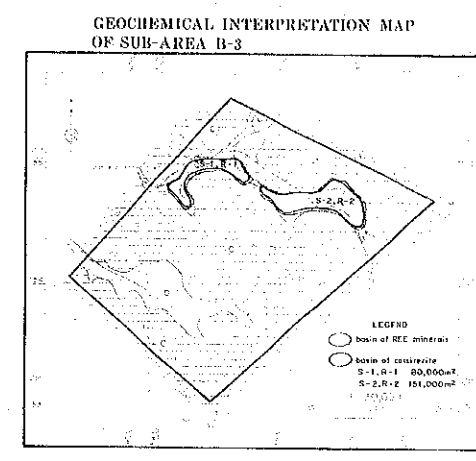 GEOCHEMICAL INTERPRETATION MAP
OF SUB-AREA B-3
S-1, R-1
S-2, R-2
LEGEND
basin of REE minerals
basin of cassirezite
S-1, R-1 80,000m²
S-2, R-2 151,000m²